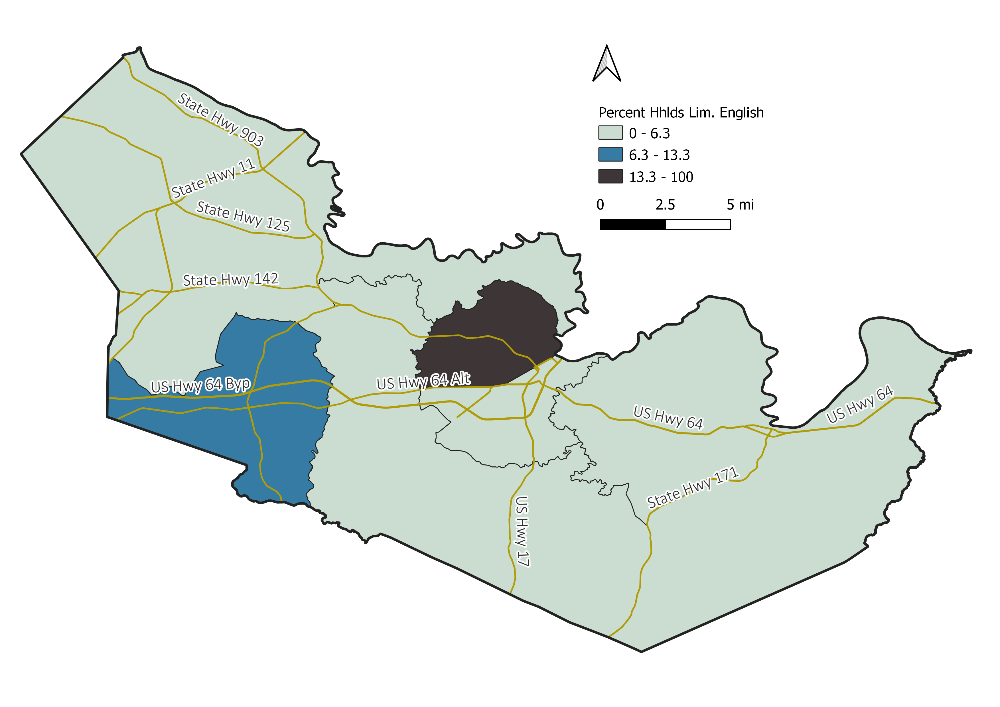 State Hwy 903
Percent Hhlds Lim. English
0 - 6.3
6.3 - 13.3
13.3 - 100
State Hwy 11
0 2.5 5 mi
State Hwy 125
State Hwy 142
US Hwy 64 Byp
US Hwy 64 Alt
US Hwy 64
US Hwy 64
State Hwy 171
US Hwy 17